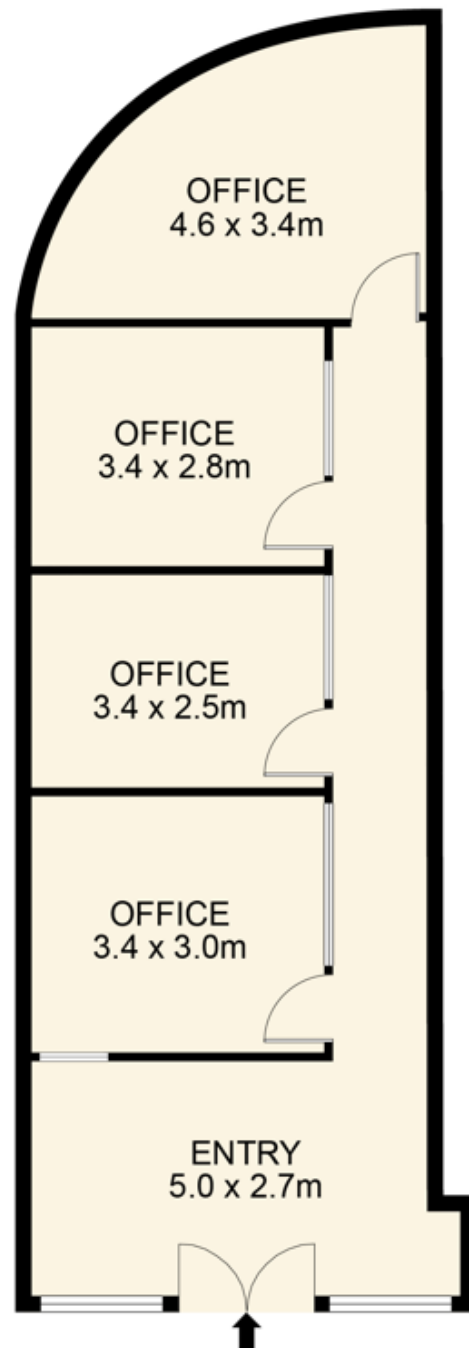 OFFICE
4.6 x 3.4m
OFFICE
3.4 x 2.8m
OFFICE
3.4 x 2.5m
OFFICE
3.4 x 3.0m
ENTRY
5.0 x 2.7m